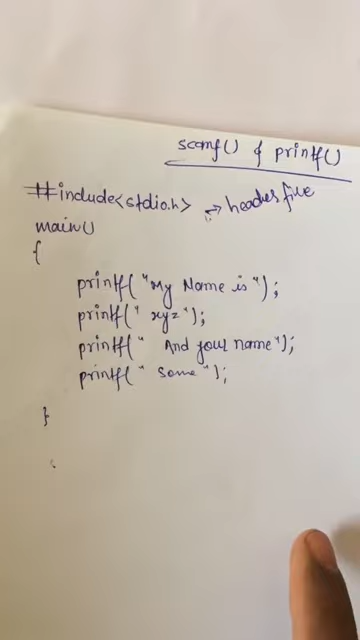 scanf() & printf()
#include<stdio.h> ↔ header file
main()
{
printf("My Name is");
printf(" xyz");
printf(" And your name");
printf(" Some");
}